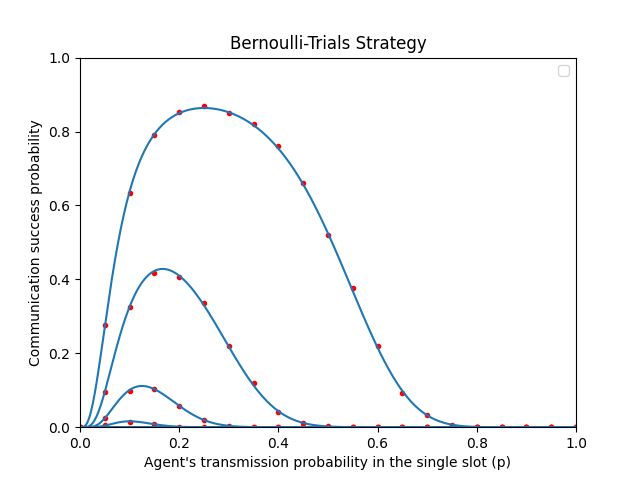 Bernoulli-Trials Strategy
1.0
0.8
0.6
0.4
0.2
0.0
Communication success probability
0.0 0.2 0.4 0.6 0.8 1.0
Agent's transmission probability in the single slot (p)